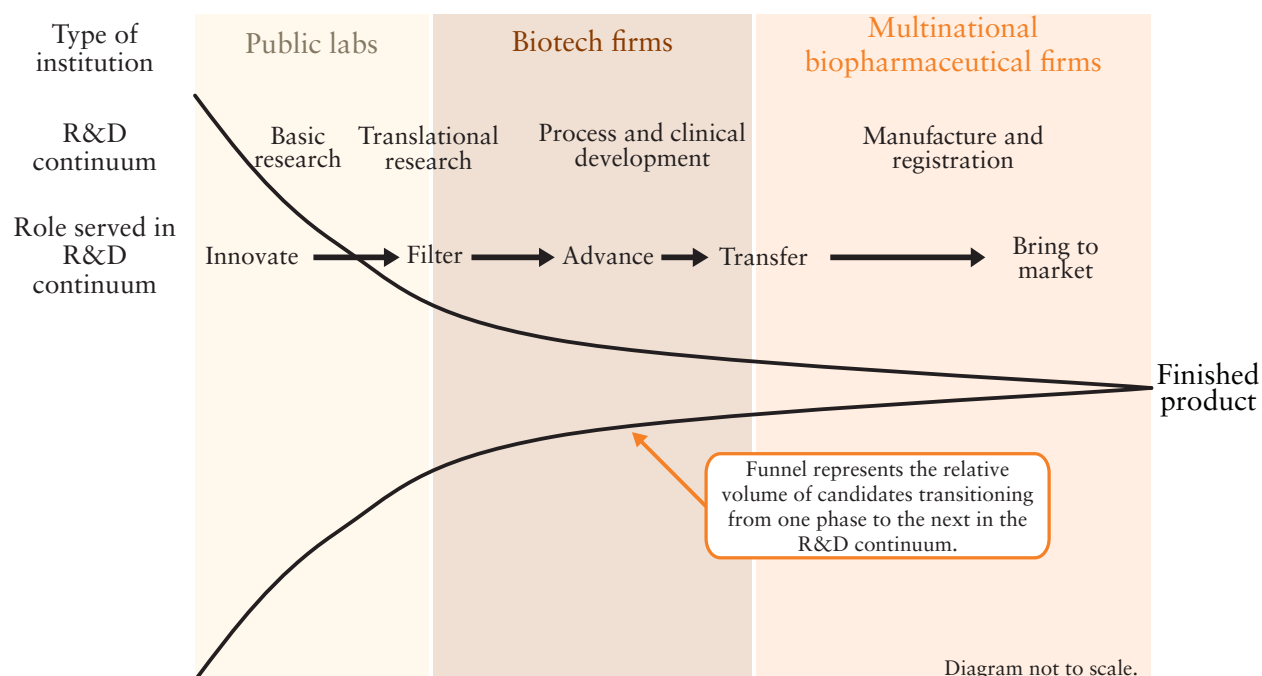 Type of
institution
Public labs
Biotech firms
Multinational
biopharmaceutical firms
R&D
continuum
Basic
research
Translational
research
Process and clinical
development
Manufacture and
registration
Role served in
R&D
continuum
Innovate
Filter
Advance
Transfer
Bring to
market
Finished
product
Funnel represents the relative
volume of candidates transitioning
from one phase to the next in the
R&D continuum.
Diagram not to scale.